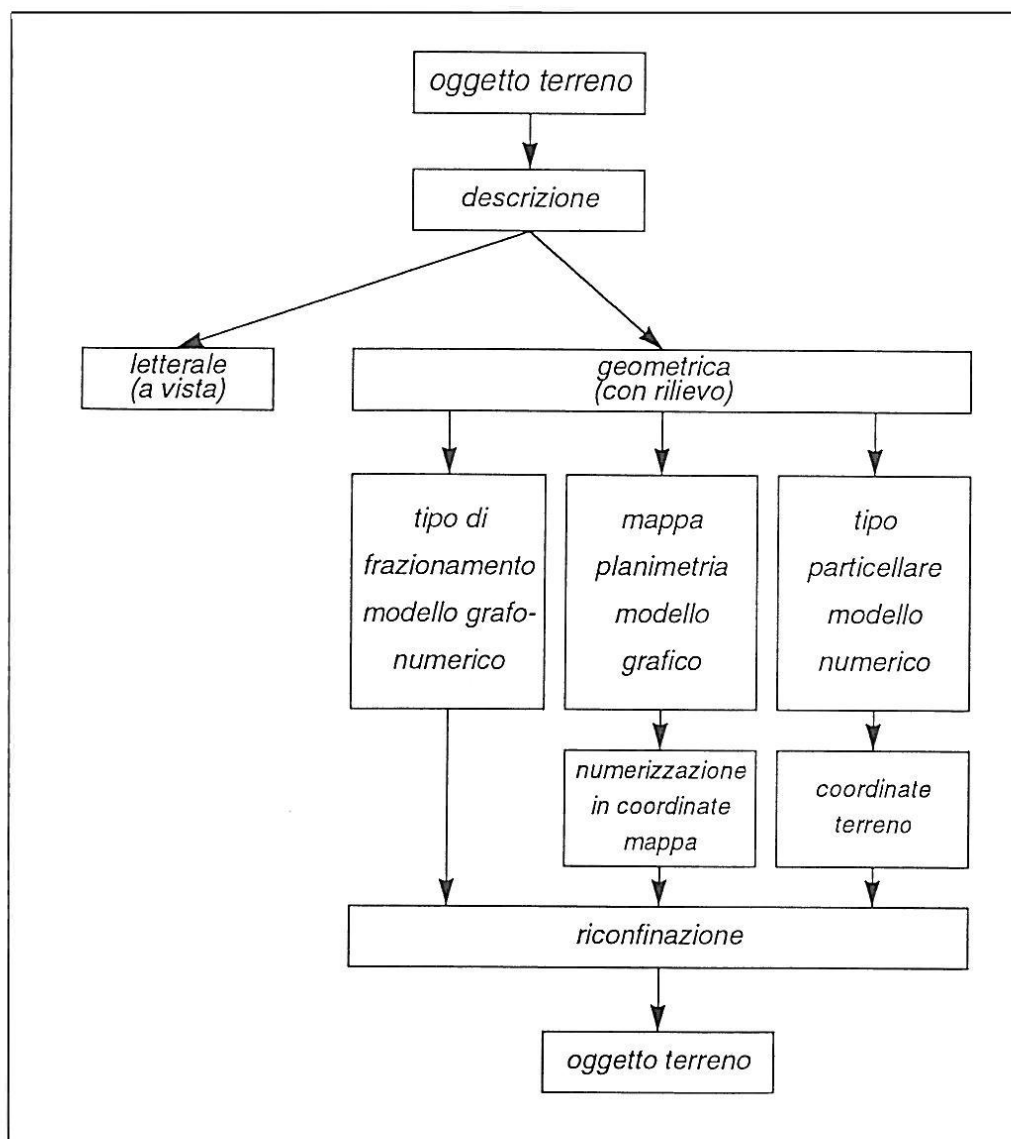 oggetto terreno
descrizione
letterale
(a vista)
geometrica
(con rilievo)
tipo di
frazionamento
modello grafo-
numerico
mappa
planimetria
modello
grafico
tipo
particellare
modello
numerico
numerizzazione
in coordinate
mappa
coordinate
terreno
riconfinazione
oggetto terreno